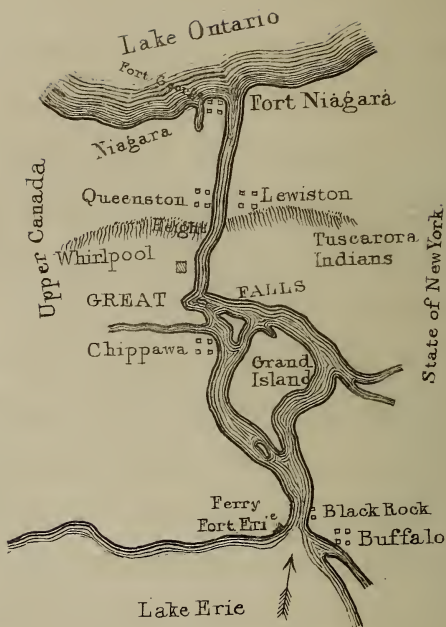 Lake Ontario
Fort George
Fort Niagara
Niagara
Queenston
Lewiston
Height
Upper Canada
Whirlpool
Tuscarora
Indians
State of New York.
GREAT FALLS
Chippawa
Grand
Island
Ferry
Fort Erie
Black Rock
Buffalo
Lake Erie